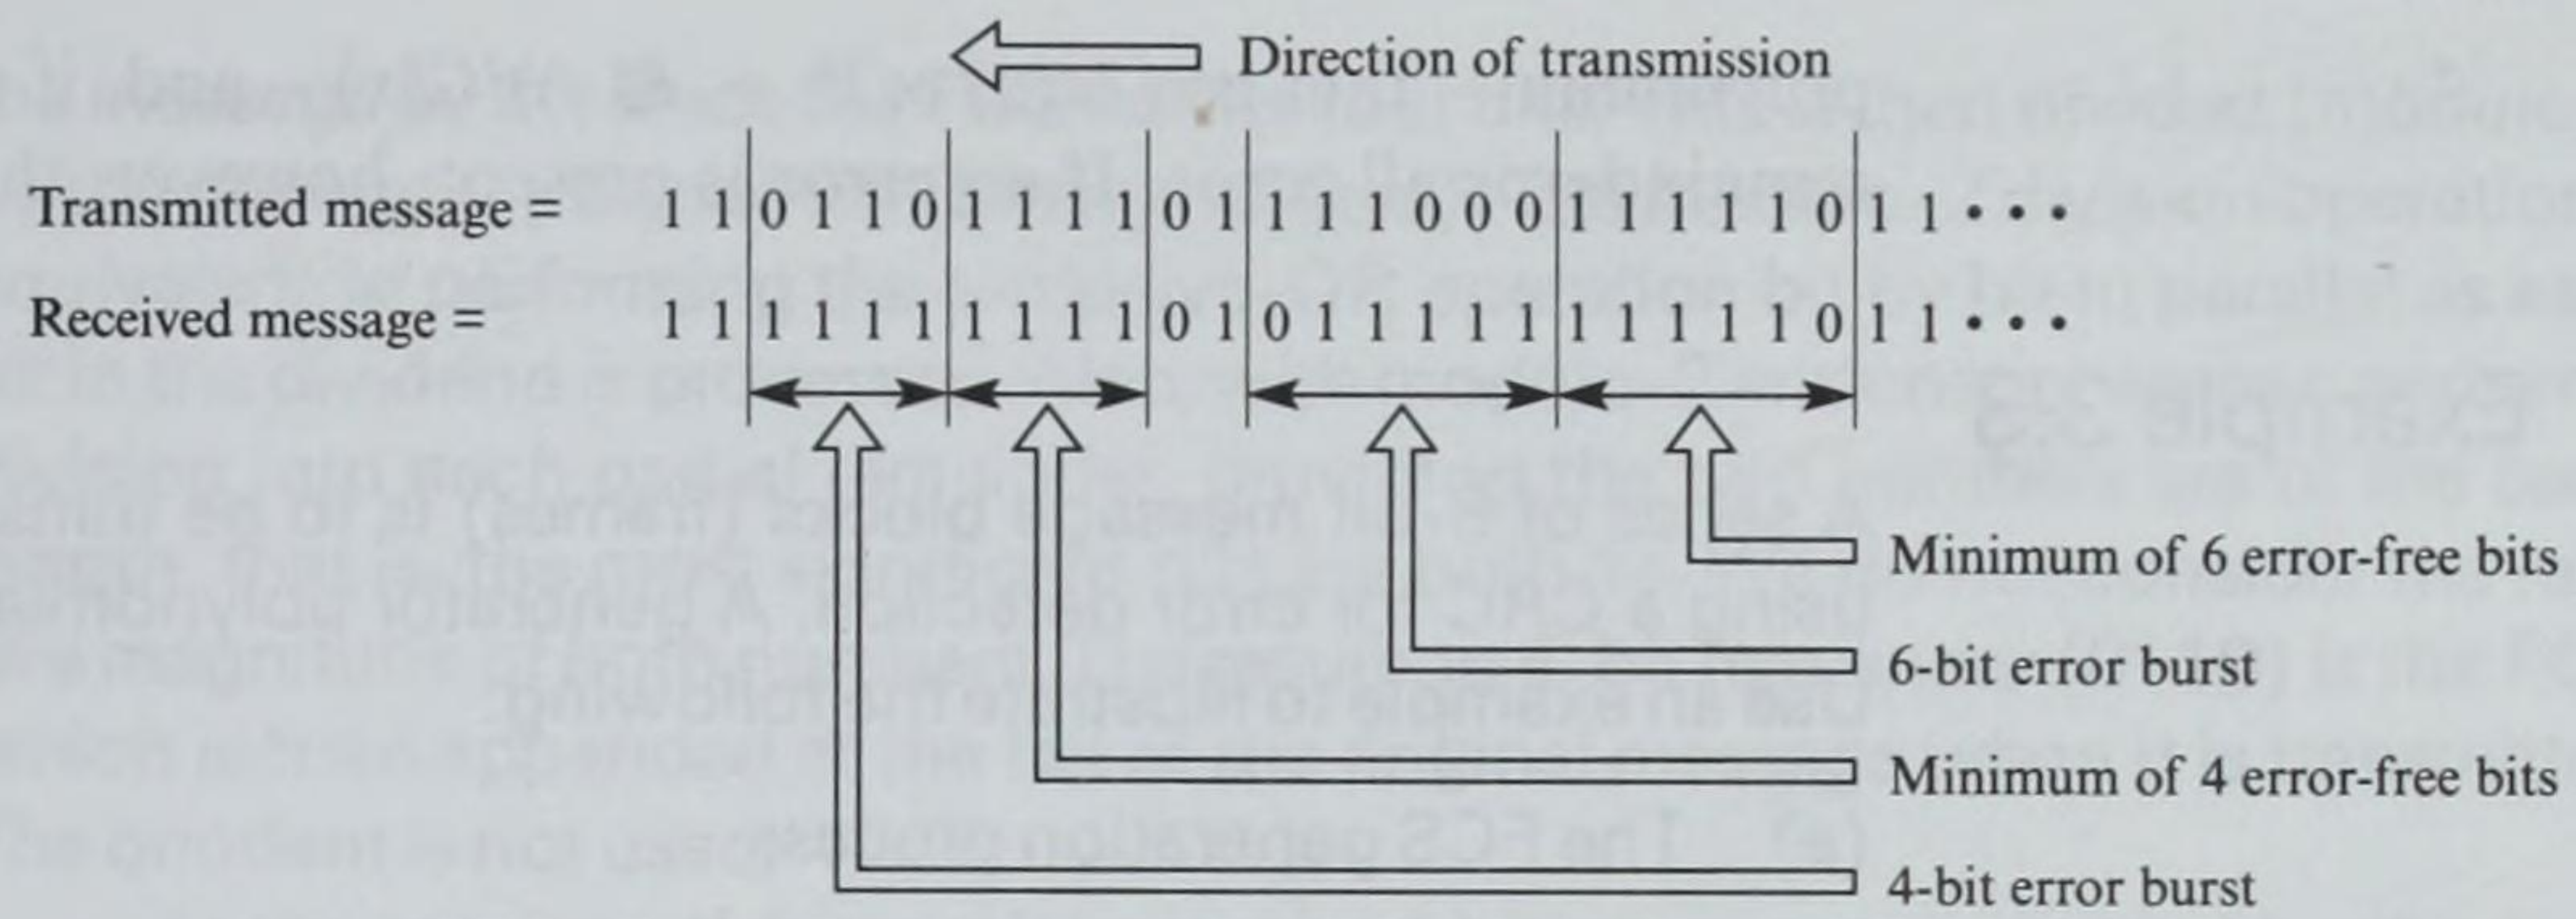 Direction of transmission
Transmitted message = 1 1 0 1 1 0 1 1 1 1 0 1 1 1 1 0 0 0 1 1 1 1 1 0 1 1 • • •
Received message = 1 1 1 1 1 1 1 1 1 1 0 1 0 1 1 1 1 1 1 1 1 1 1 0 1 1 • • •
Minimum of 6 error-free bits
6-bit error burst
Minimum of 4 error-free bits
4-bit error burst